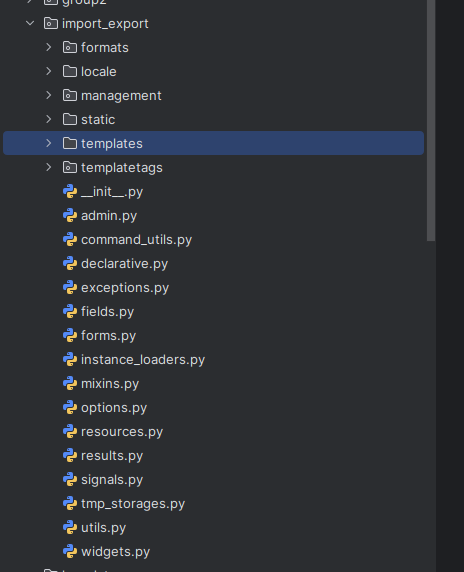 group2
import_export
formats
locale
management
static
templates
templatetags
__init__.py
admin.py
command_utils.py
declarative.py
exceptions.py
fields.py
forms.py
instance_loaders.py
mixins.py
options.py
resources.py
results.py
signals.py
tmp_storages.py
utils.py
widgets.py